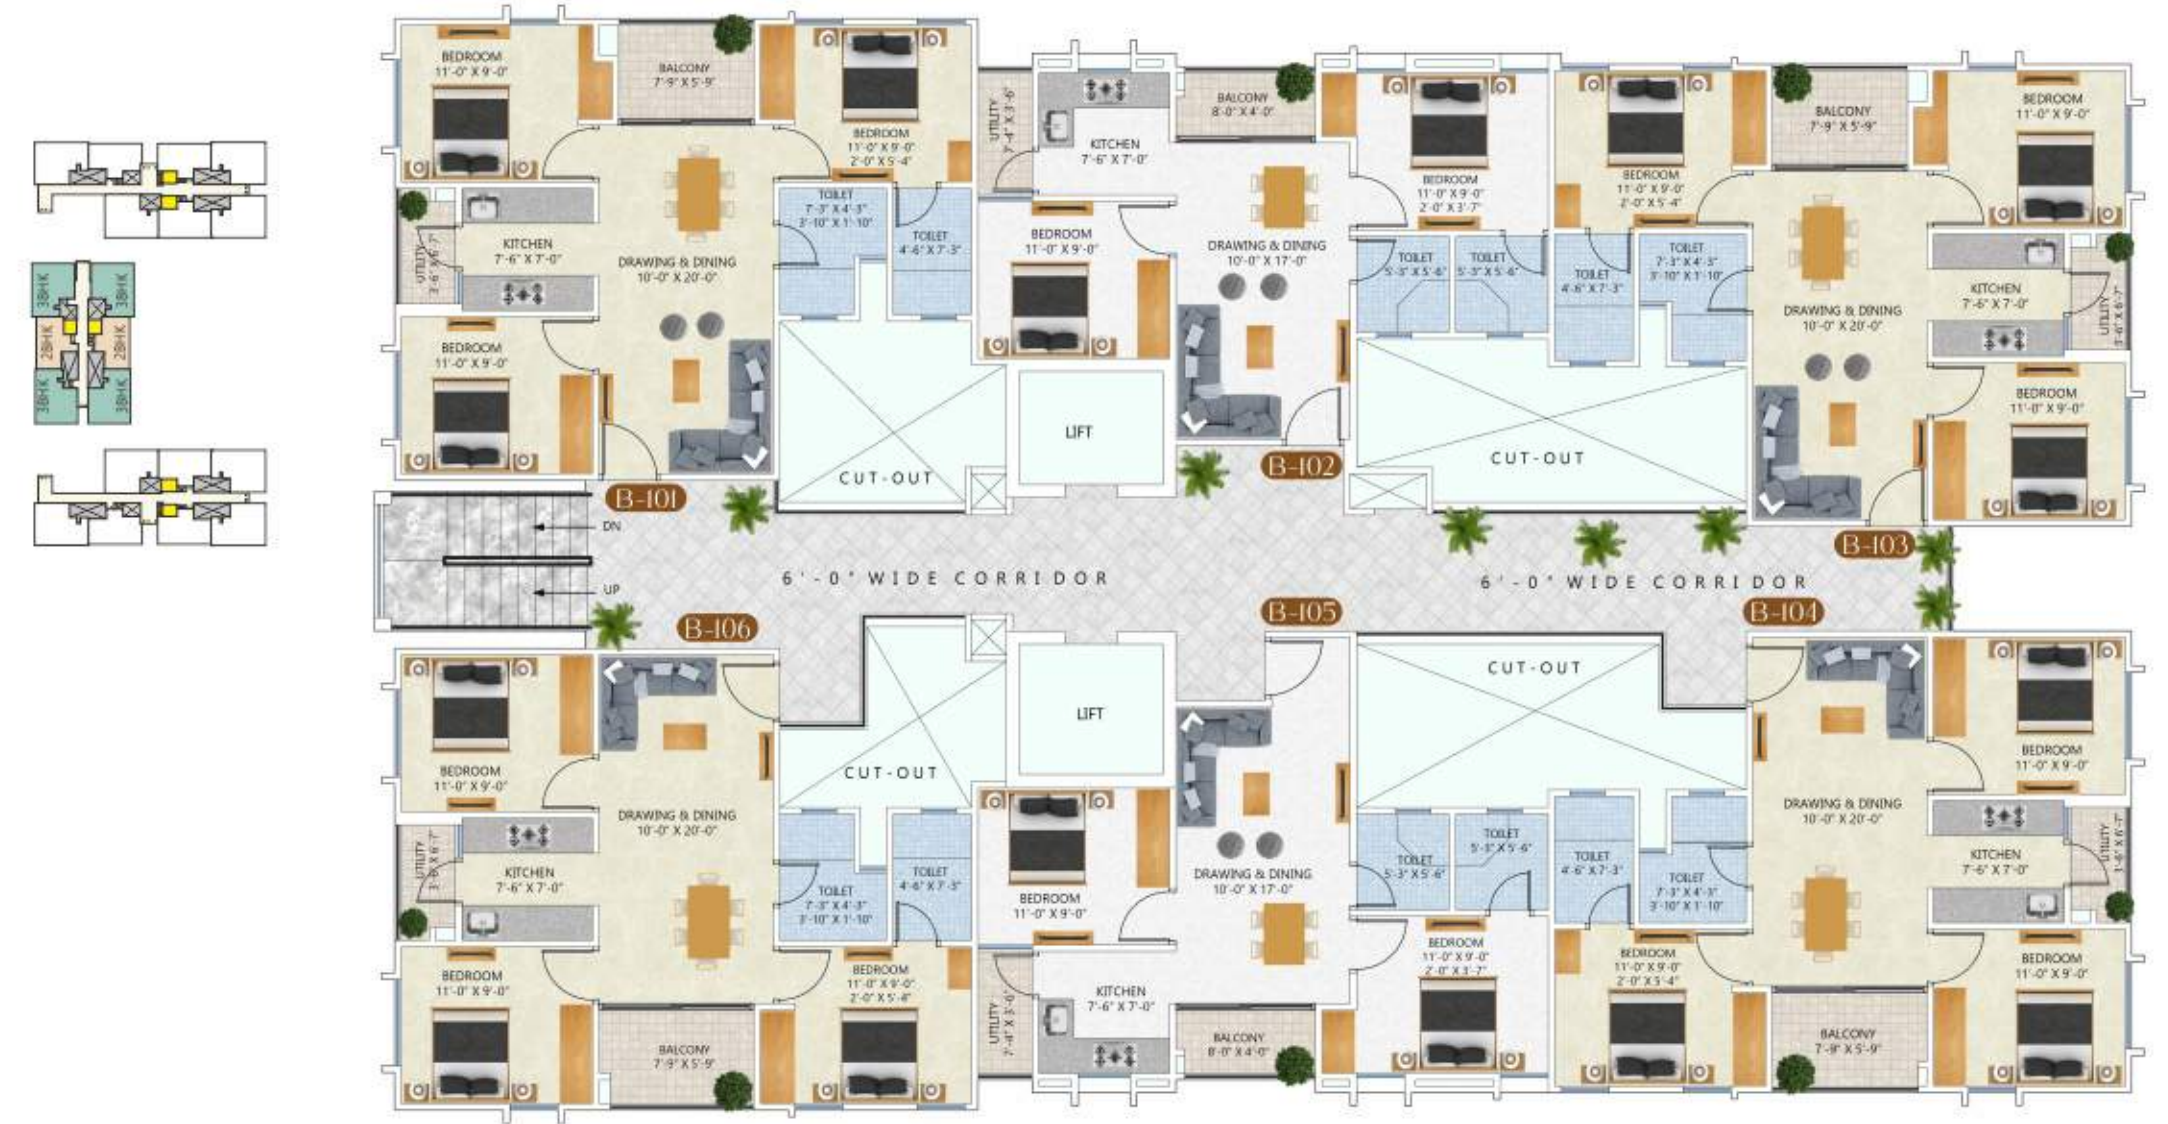 3BHK
3BHK
2BHK
2BHK
3BHK
3BHK
BEDROOM
11'-0" X 9'-0"
BALCONY
7'-9" X 5'-9"
BEDROOM
11'-0" X 9'-0"
2'-0" X 5'-4"
UTILITY
3'-6" X 6'-7"
KITCHEN
7'-6" X 7'-0"
DRAWING & DINING
10'-0" X 20'-0"
TOILET
7'-3" X 4'-3"
3'-10" X 1'-10"
TOILET
4'-6" X 7'-3"
BEDROOM
11'-0" X 9'-0"
CUT-OUT
B-101
UTILITY
7'-4" X 3'-6"
KITCHEN
7'-6" X 7'-0"
BALCONY
8'-0" X 4'-0"
BEDROOM
11'-0" X 9'-0"
2'-0" X 3'-7"
BEDROOM
11'-0" X 9'-0"
DRAWING & DINING
10'-0" X 17'-0"
TOILET
5'-3" X 5'-6"
TOILET
5'-3" X 5'-6"
LIFT
B-102
CUT-OUT
BEDROOM
11'-0" X 9'-0"
2'-0" X 5'-4"
BALCONY
7'-9" X 5'-9"
BEDROOM
11'-0" X 9'-0"
TOILET
4'-6" X 7'-3"
TOILET
7'-3" X 4'-3"
3'-10" X 1'-10"
DRAWING & DINING
10'-0" X 20'-0"
KITCHEN
7'-6" X 7'-0"
UTILITY
3'-6" X 6'-7"
BEDROOM
11'-0" X 9'-0"
B-103
DN
UP
6'-0" WIDE CORRIDOR
6'-0" WIDE CORRIDOR
B-106
B-105
B-104
BEDROOM
11'-0" X 9'-0"
DRAWING & DINING
10'-0" X 20'-0"
CUT-OUT
UTILITY
3'-6" X 6'-7"
KITCHEN
7'-6" X 7'-0"
TOILET
7'-3" X 4'-3"
3'-10" X 1'-10"
TOILET
4'-6" X 7'-3"
BEDROOM
11'-0" X 9'-0"
BALCONY
7'-9" X 5'-9"
BEDROOM
11'-0" X 9'-0"
2'-0" X 5'-4"
LIFT
BEDROOM
11'-0" X 9'-0"
DRAWING & DINING
10'-0" X 17'-0"
TOILET
5'-3" X 5'-6"
TOILET
5'-3" X 5'-6"
UTILITY
7'-4" X 3'-6"
KITCHEN
7'-6" X 7'-0"
BALCONY
8'-0" X 4'-0"
BEDROOM
11'-0" X 9'-0"
2'-0" X 3'-7"
CUT-OUT
TOILET
4'-6" X 7'-3"
TOILET
7'-3" X 4'-3"
3'-10" X 1'-10"
DRAWING & DINING
10'-0" X 20'-0"
BEDROOM
11'-0" X 9'-0"
KITCHEN
7'-6" X 7'-0"
UTILITY
BEDROOM
11'-0" X 9'-0"
2'-0" X 5'-4"
BALCONY
7'-9" X 5'-9"
BEDROOM
11'-0" X 9'-0"